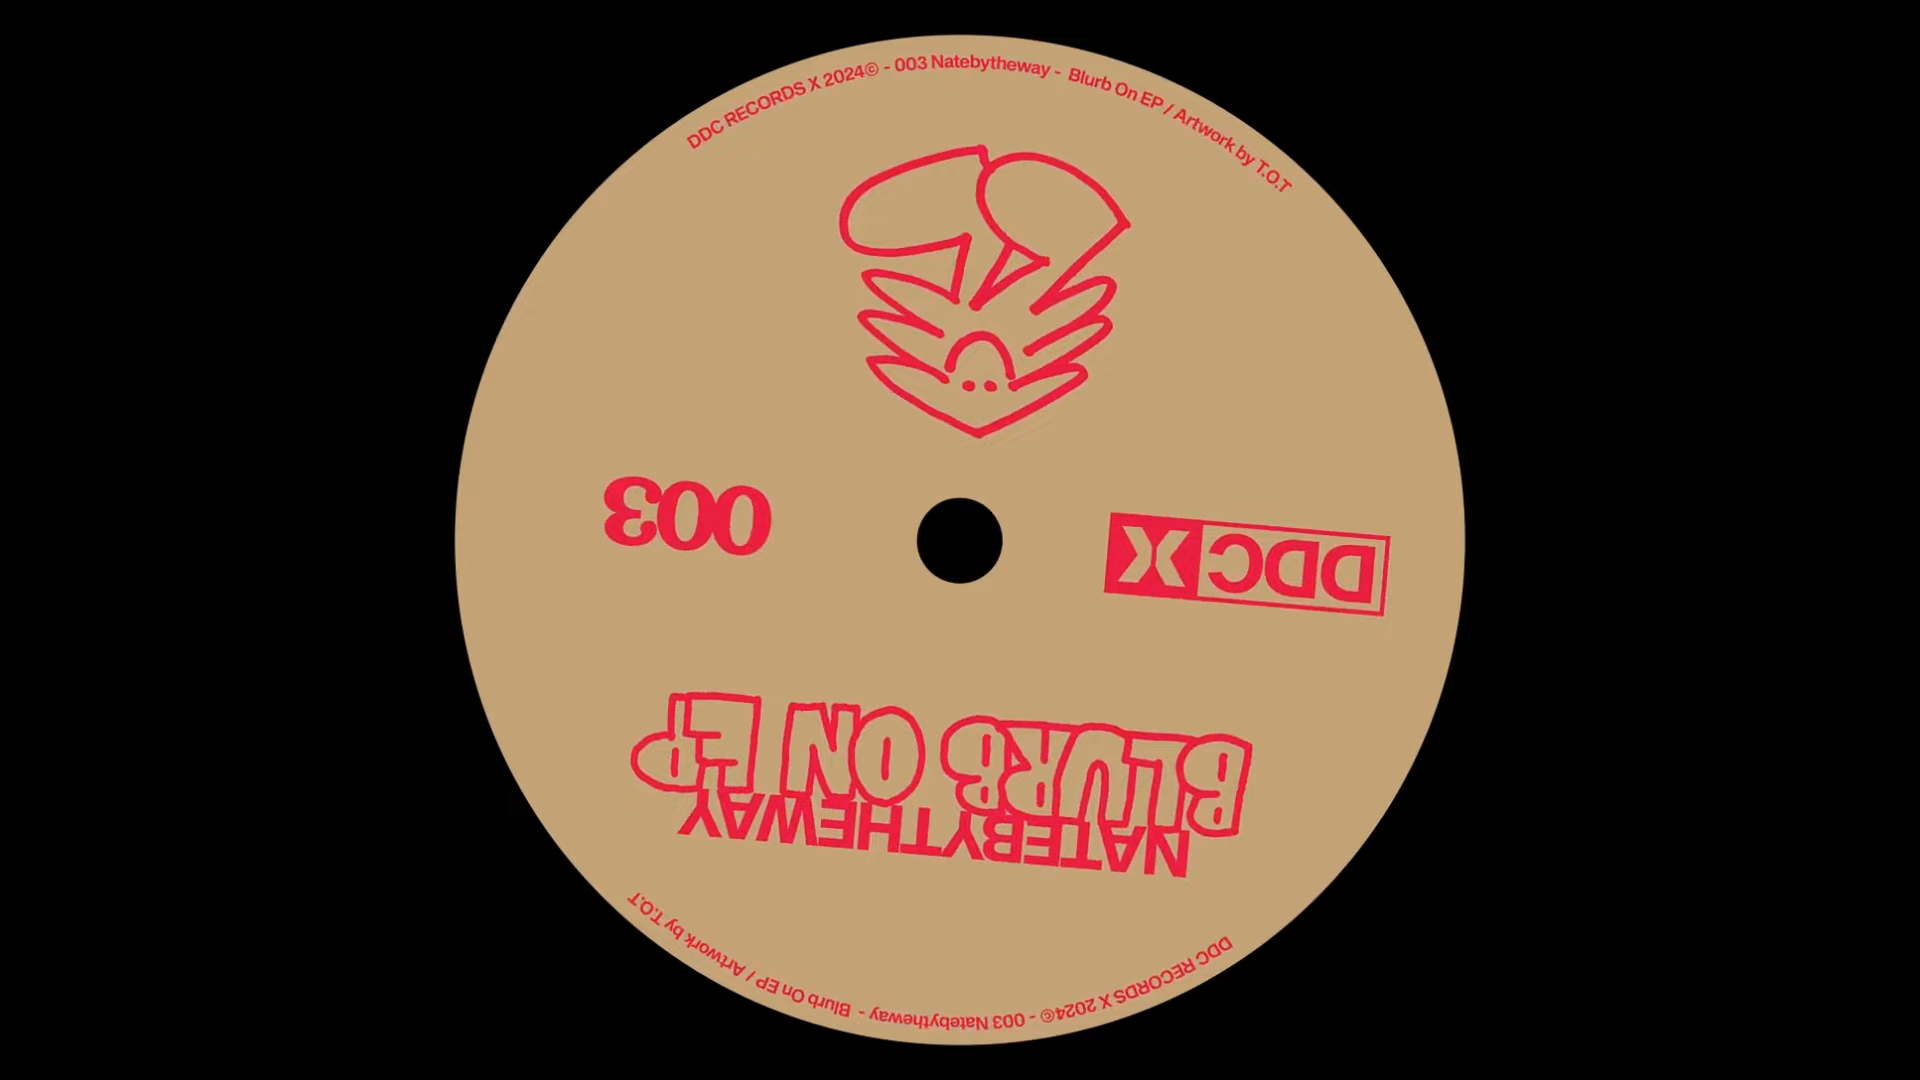 DDC RECORDS X 2024© - 003 Natebytheway - Blurb On EP / Artwork by T.O.T
003
DDC X
BLURB ON EP
NATEBYTHEWAY
DDC RECORDS X 2024© - 003 Natebytheway - Blurb On EP / Artwork by T.O.T